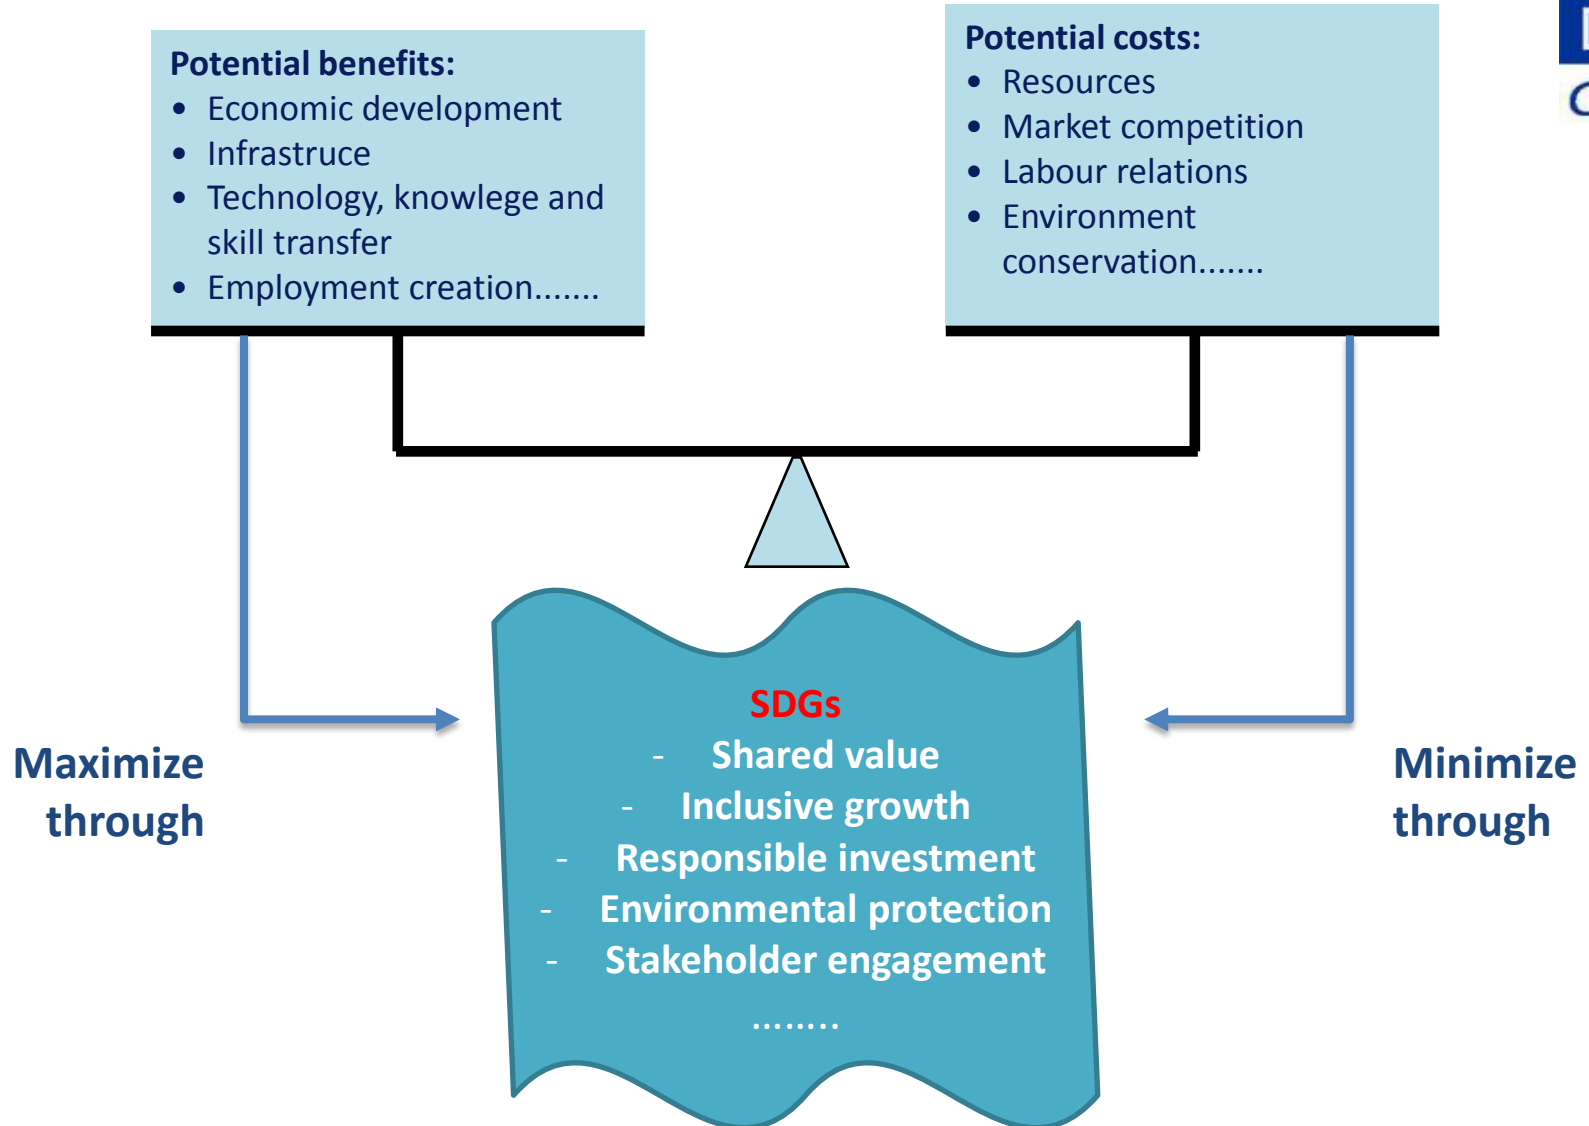 Potential benefits:
• Economic development
• Infrastruce
• Technology, knowlege and
skill transfer
• Employment creation.......
Potential costs:
• Resources
• Market competition
• Labour relations
• Environment
conservation.......
Maximize
through
SDGs
- Shared value
- Inclusive growth
- Responsible investment
- Environmental protection
- Stakeholder engagement
........
Minimize
through